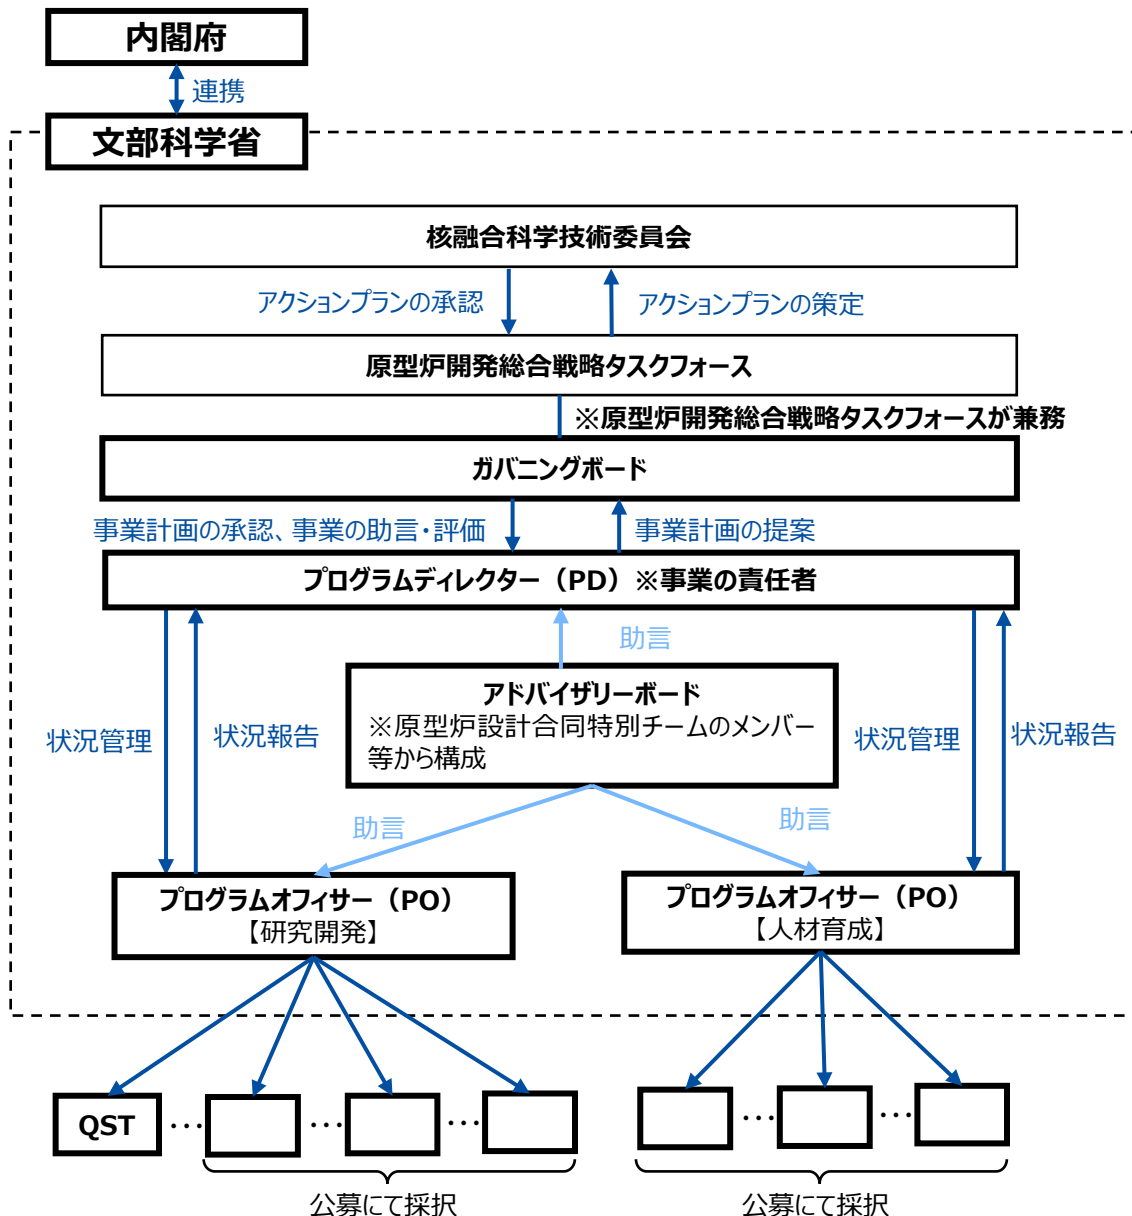 内閣府
連携
文部科学省
核融合科学技術委員会
アクションプランの承認
アクションプランの策定
原型炉開発総合戦略タスクフォース
※原型炉開発総合戦略タスクフォースが兼務
ガバニングボード
事業計画の承認、事業の助言・評価
事業計画の提案
プログラムディレクター（PD）※事業の責任者
助言
アドバイザリーボード
※原型炉設計合同特別チームのメンバー
等から構成
状況管理
状況報告
状況管理
状況報告
助言
助言
プログラムオフィサー（PO）
【研究開発】
プログラムオフィサー（PO）
【人材育成】
QST
…
…
…
…
…
公募にて採択
公募にて採択